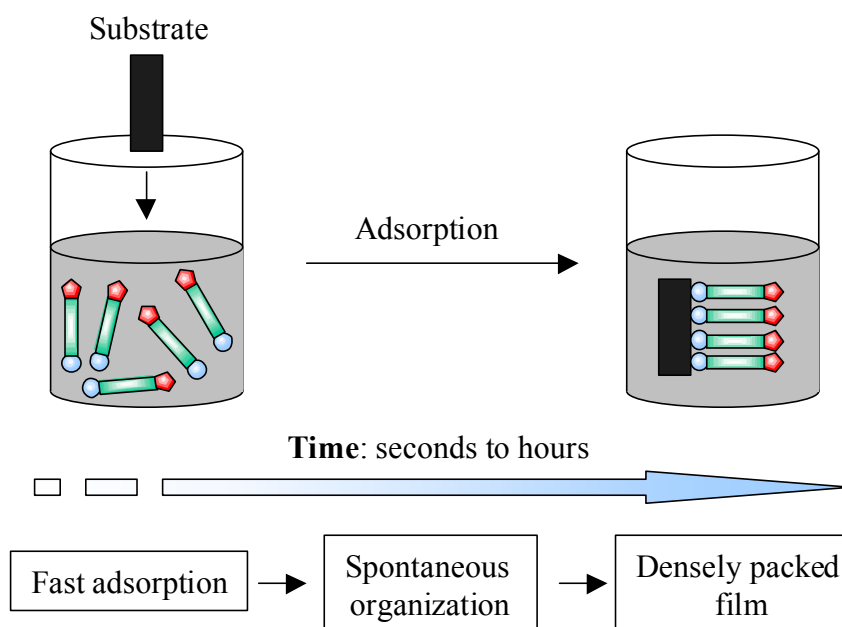 Substrate
Adsorption
Time: seconds to hours
Fast adsorption
Spontaneous
organization
Densely packed
film